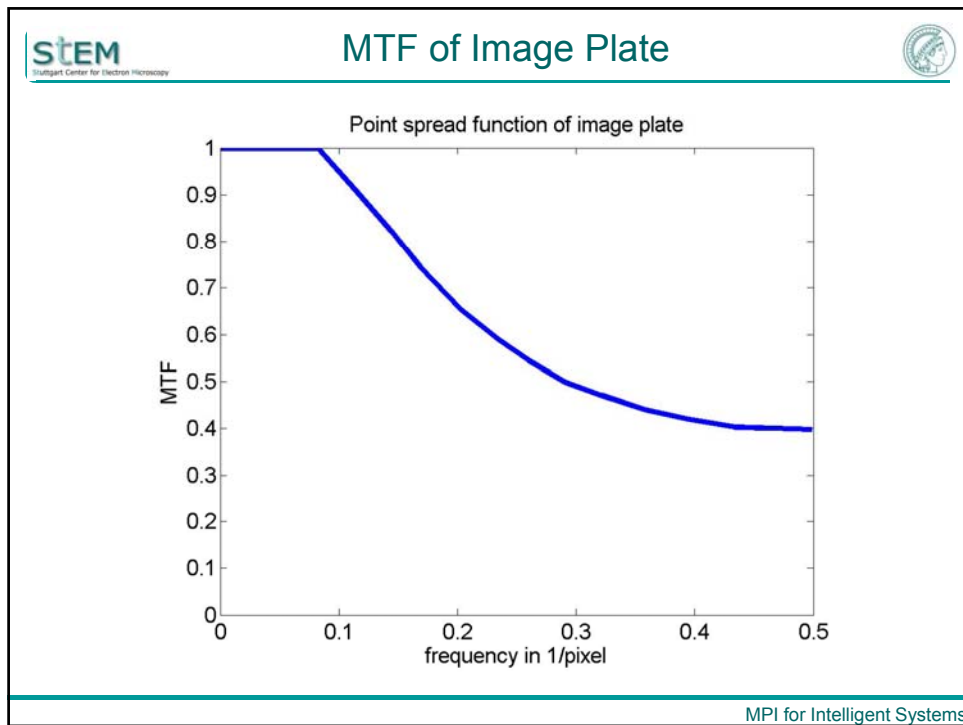 StEM
Stuttgart Center for Electron Microscopy
MTF of Image Plate
Point spread function of image plate
1
0.9
0.8
0.7
0.6
0.5
0.4
0.3
0.2
0.1
0
MTF
0 0.1 0.2 0.3 0.4 0.5
frequency in 1/pixel
MPI for Intelligent Systems